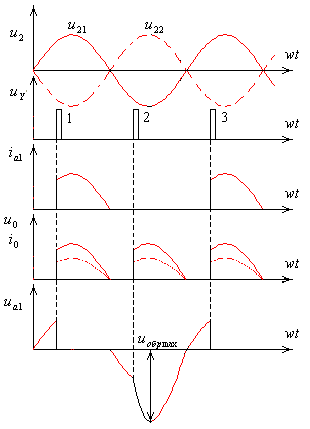 u2 u21 u22 wt
uy
1 2 3 wt
ia1 wt
u0
i0 wt
ua1 uобрmax wt